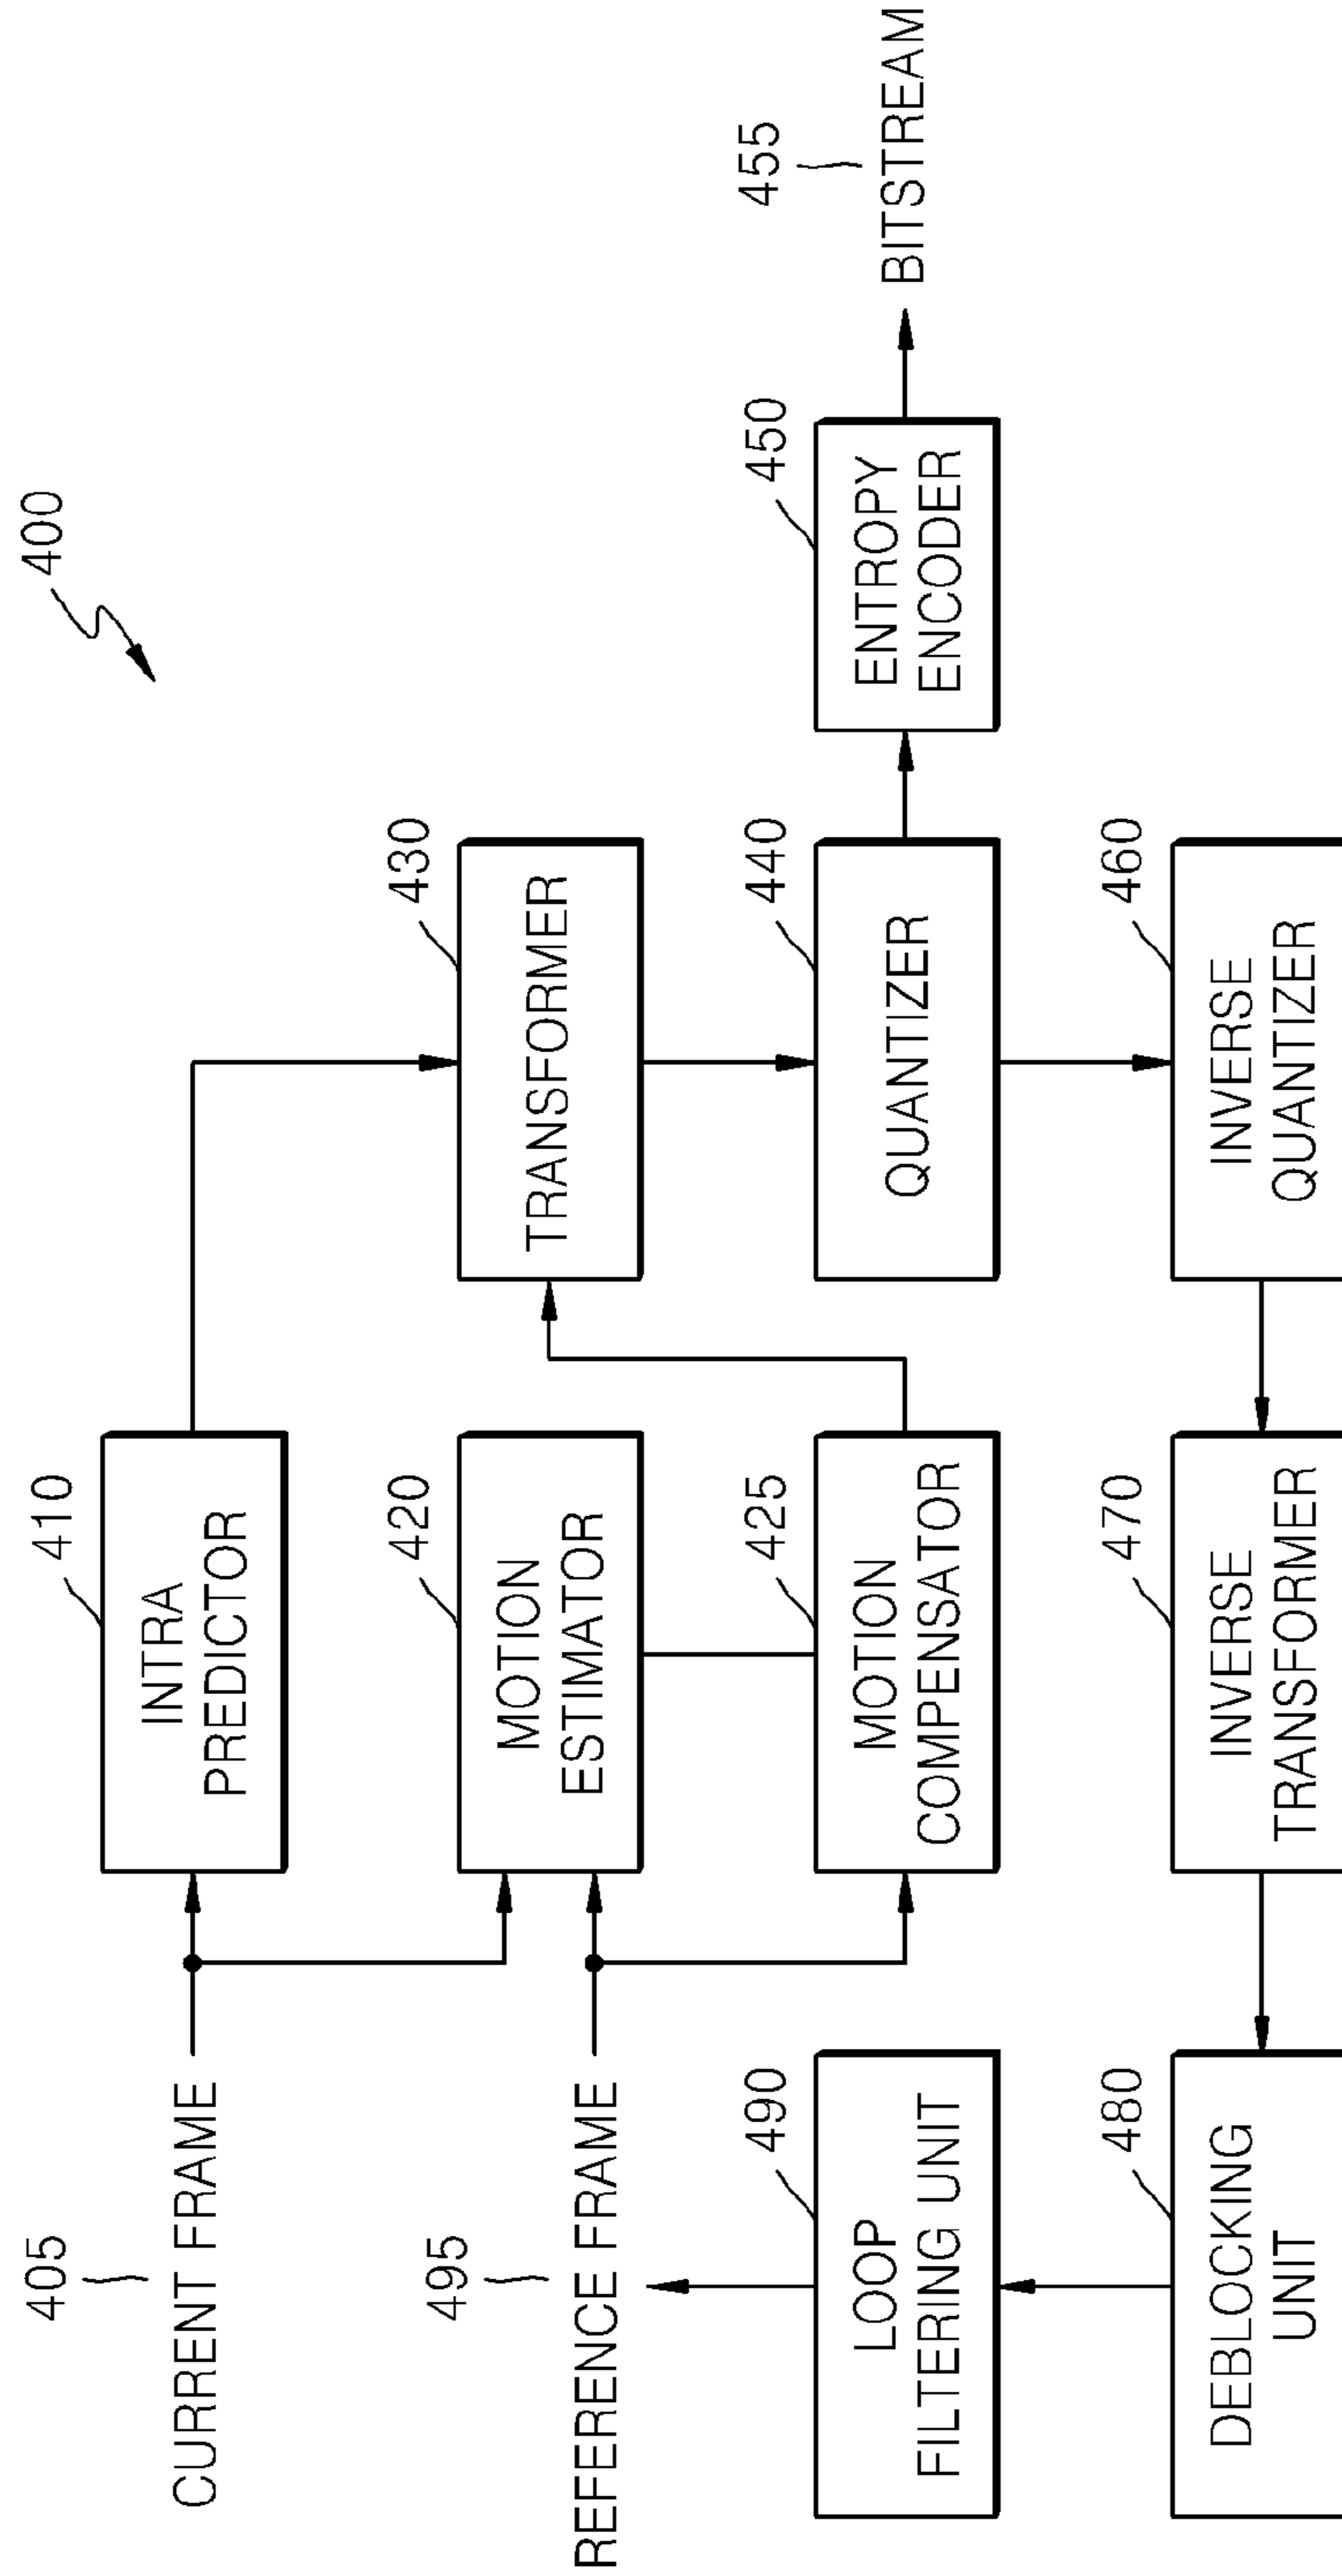 400
405
CURRENT FRAME
410
INTRA
PREDICTOR
495
REFERENCE FRAME
420
MOTION
ESTIMATOR
430
TRANSFORMER
490
LOOP
FILTERING UNIT
425
MOTION
COMPENSATOR
440
QUANTIZER
450
ENTROPY
ENCODER
455
BITSTREAM
480
DEBLOCKING
UNIT
470
INVERSE
TRANSFORMER
460
INVERSE
QUANTIZER